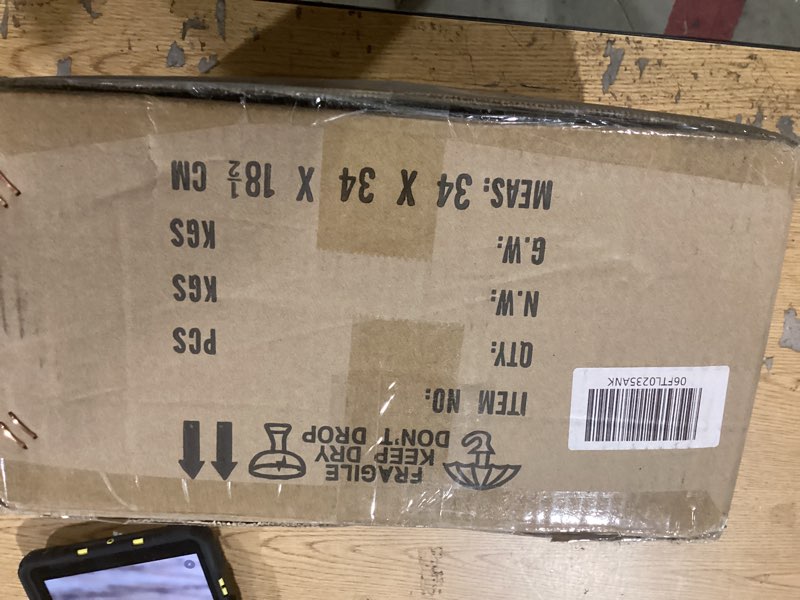 FRAGILE
KEEP DRY
DON'T DROP
ITEM NO:
QTY: PCS
N.W: KGS
G.W: KGS
MEAS: 34 X 34 X 18½ CM
06FTL0235ANK